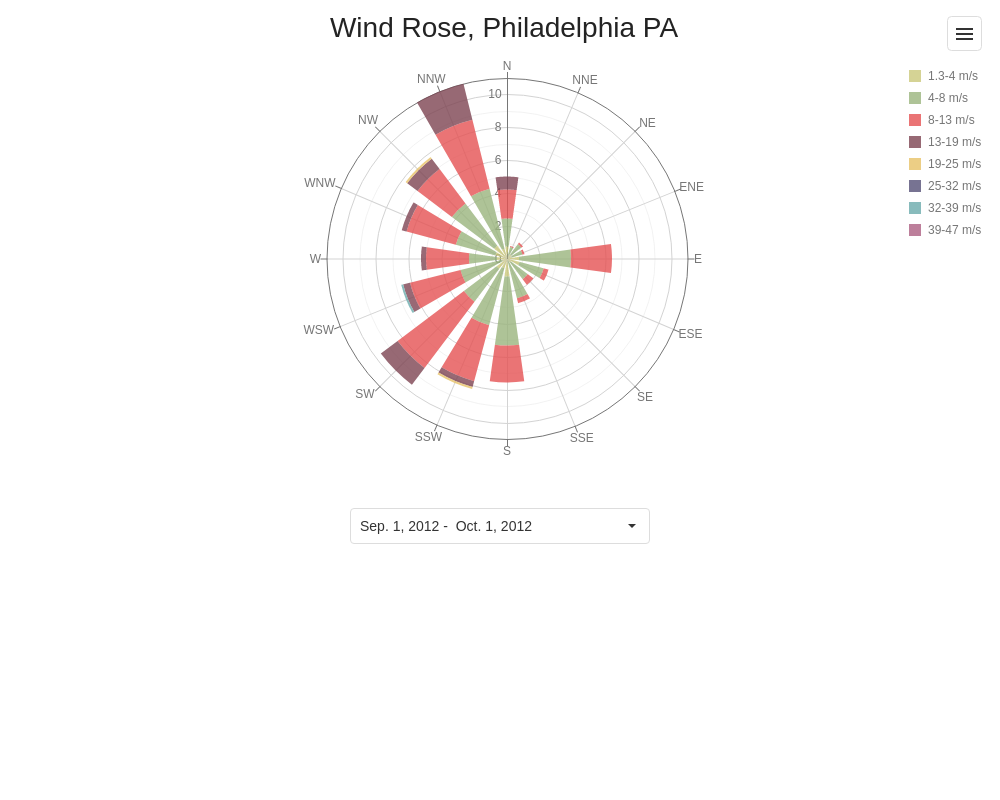 Wind Rose, Philadelphia PA
N
NNE
NE
ENE
E
ESE
SE
SSE
S
SSW
SW
WSW
W
WNW
NW
NNW
10
8
6
4
2
0
1.3-4 m/s
4-8 m/s
8-13 m/s
13-19 m/s
19-25 m/s
25-32 m/s
32-39 m/s
39-47 m/s
Sep. 1, 2012 - Oct. 1, 2012